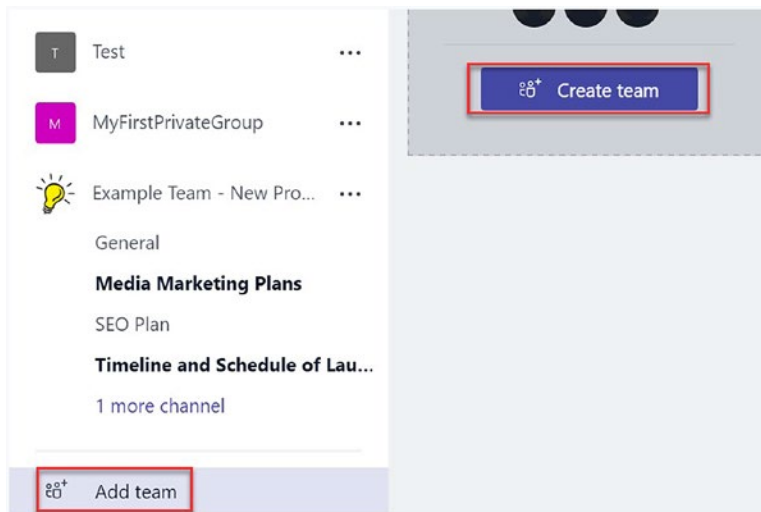 T Test ...
M MyFirstPrivateGroup ...
Example Team - New Pro... ...
General
Media Marketing Plans
SEO Plan
Timeline and Schedule of Lau...
1 more channel
Add team
Create team